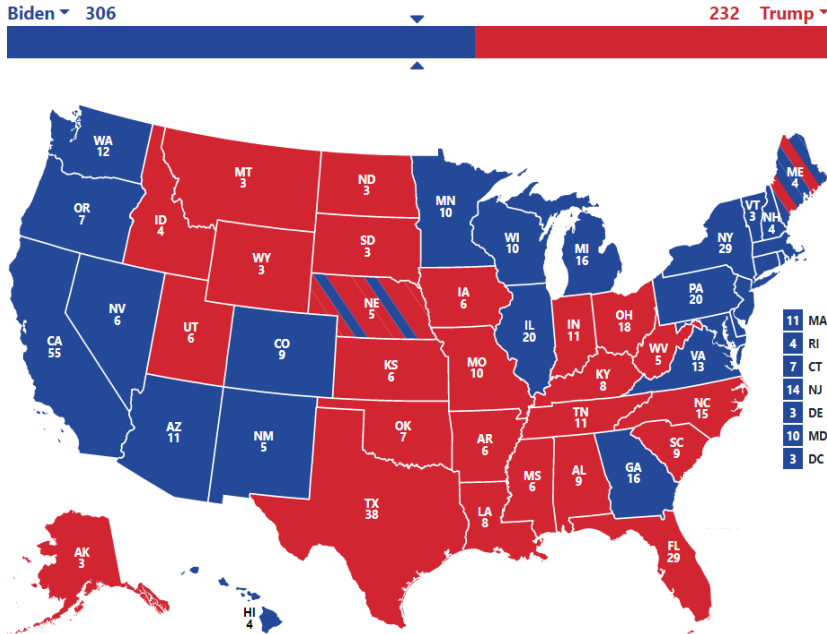 Biden 306
232 Trump
WA
12
OR
7
CA
55
NV
6
ID
4
MT
3
WY
3
UT
6
AZ
11
CO
9
NM
5
ND
3
SD
3
NE
5
KS
6
OK
7
TX
38
MN
10
IA
6
MO
10
AR
6
LA
8
WI
10
IL
20
MI
16
IN
11
OH
18
KY
8
TN
11
MS
6
AL
9
GA
16
FL
29
SC
9
NC
15
VA
13
WV
5
PA
20
NY
29
VT
3
NH
4
ME
4
AK
3
HI
4
11 MA
4 RI
7 CT
14 NJ
3 DE
10 MD
3 DC